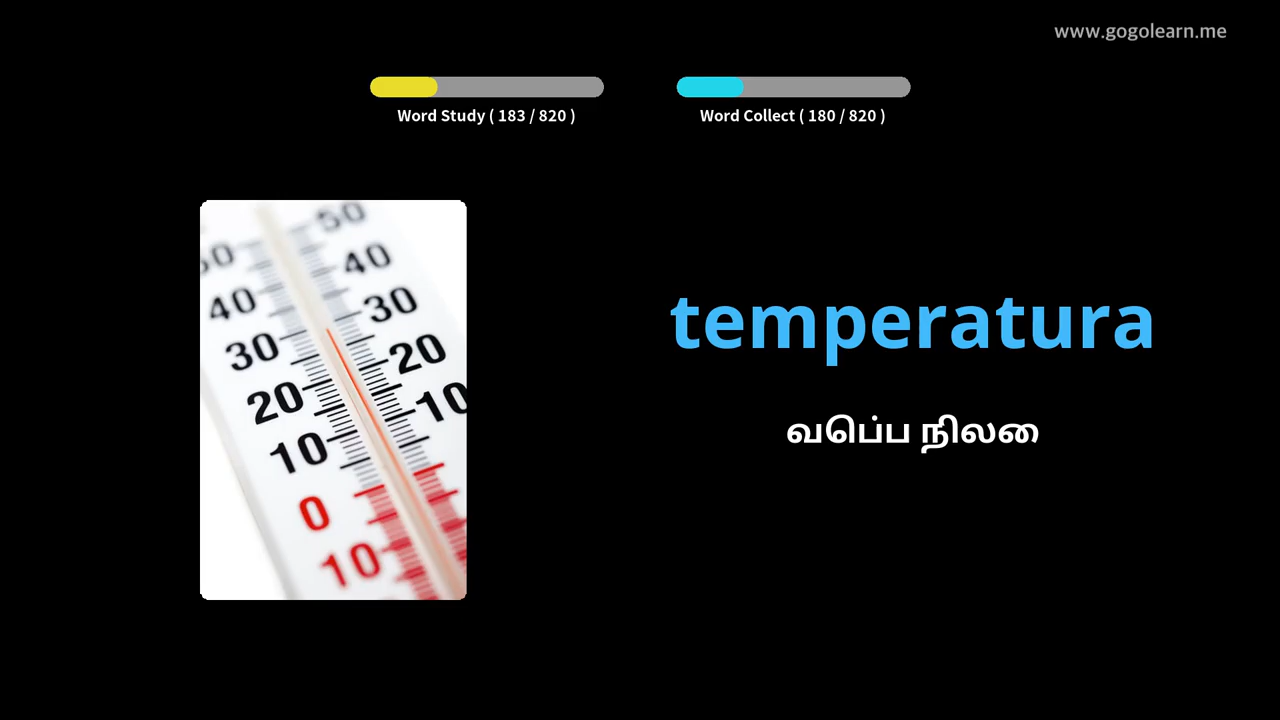 www.gogolearn.me
Word Study ( 183 / 820 )
Word Collect ( 180 / 820 )
50
40
30
20
10
50
40
30
20
10
0
10
temperatura
வெப்ப நிலை